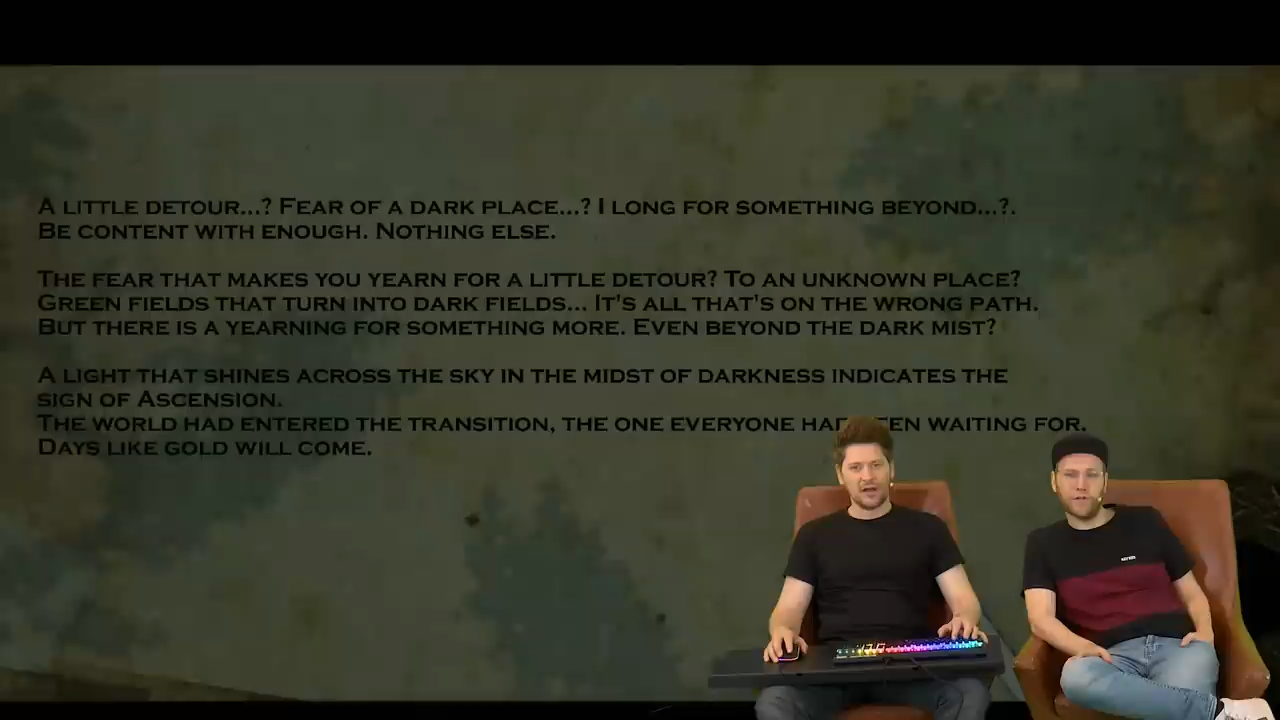 A LITTLE DETOUR...? FEAR OF A DARK PLACE...? I LONG FOR SOMETHING BEYOND...?.
BE CONTENT WITH ENOUGH. NOTHING ELSE.
THE FEAR THAT MAKES YOU YEARN FOR A LITTLE DETOUR? TO AN UNKNOWN PLACE?
GREEN FIELDS THAT TURN INTO DARK FIELDS... IT'S ALL THAT'S ON THE WRONG PATH.
BUT THERE IS A YEARNING FOR SOMETHING MORE. EVEN BEYOND THE DARK MIST?
A LIGHT THAT SHINES ACROSS THE SKY IN THE MIDST OF DARKNESS INDICATES THE
SIGN OF ASCENSION.
THE WORLD HAD ENTERED THE TRANSITION, THE ONE EVERYONE WAITING FOR.
DAYS LIKE GOLD WILL COME.